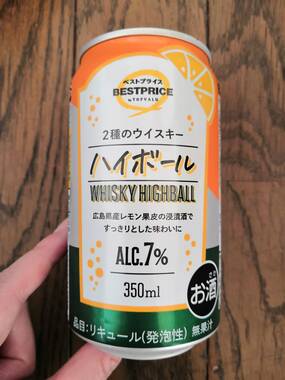 ベストプライス
BESTPRICE
by TOPVALU
2種のウイスキー
ハイボール
WHISKY HIGHBALL
広島県産レモン果皮の浸漬酒で
すっきりとした味わいに
ALC.7%
350ml
お酒
品目:リキュール(発泡性) 無果汁